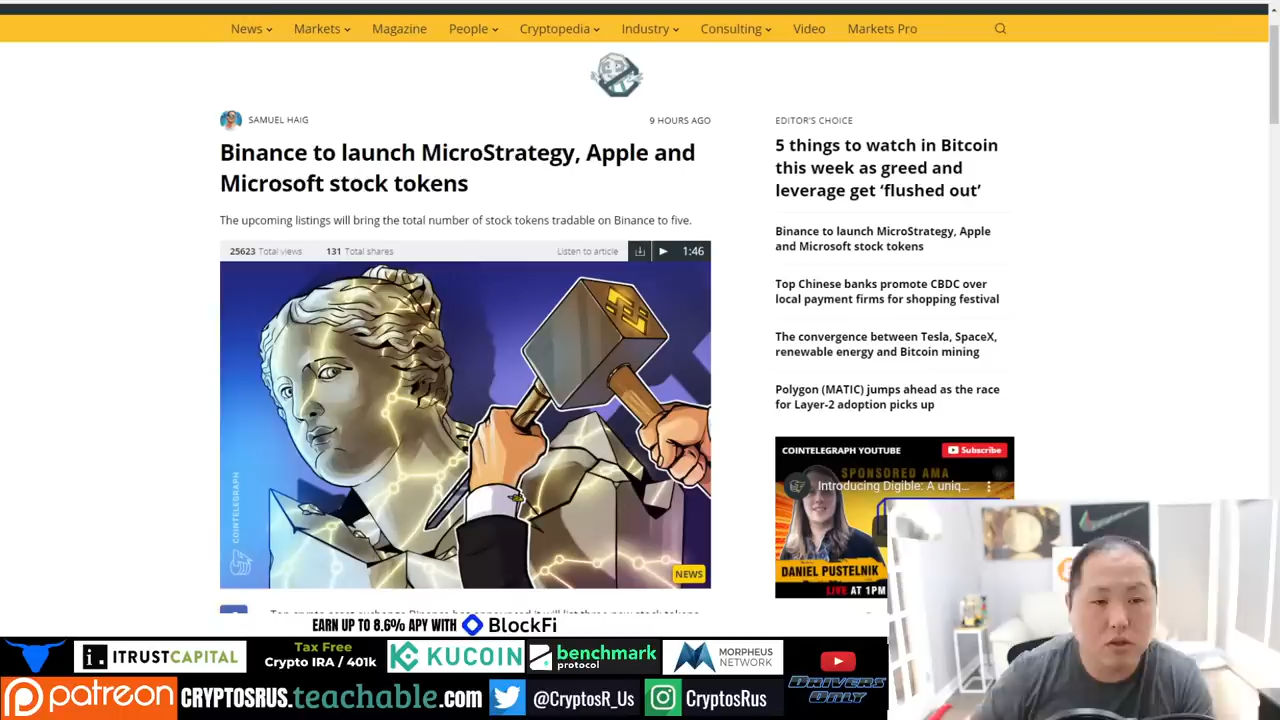 News
Markets
Magazine
People
Cryptopedia
Industry
Consulting
Video
Markets Pro
SAMUEL HAIG
9 HOURS AGO
Binance to launch MicroStrategy, Apple and
Microsoft stock tokens
The upcoming listings will bring the total number of stock tokens tradable on Binance to five.
25623 Total views
131 Total shares
Listen to article
1:46
COINTELEGRAPH
NEWS
EDITOR'S CHOICE
5 things to watch in Bitcoin
this week as greed and
leverage get ‘flushed out’
Binance to launch MicroStrategy, Apple
and Microsoft stock tokens
Top Chinese banks promote CBDC over
local payment firms for shopping festival
The convergence between Tesla, SpaceX,
renewable energy and Bitcoin mining
Polygon (MATIC) jumps ahead as the race
for Layer-2 adoption picks up
COINTELEGRAPH YOUTUBE
Subscribe
SPONSORED AMA
Introducing Digible: A uniq...
DANIEL PUSTELNIK
LIVE AT 1PM
EARN UP TO 8.6% APY WITH BlockFi
ITRUSTCAPITAL
Tax Free
Crypto IRA / 401k
KUCOIN
benchmark
protocol
MORPHEUS
NETWORK
DRIVERS
ONLY
patreon
CRYPTOSRUS.teachable.com
@CryptosR_Us
CryptosRus